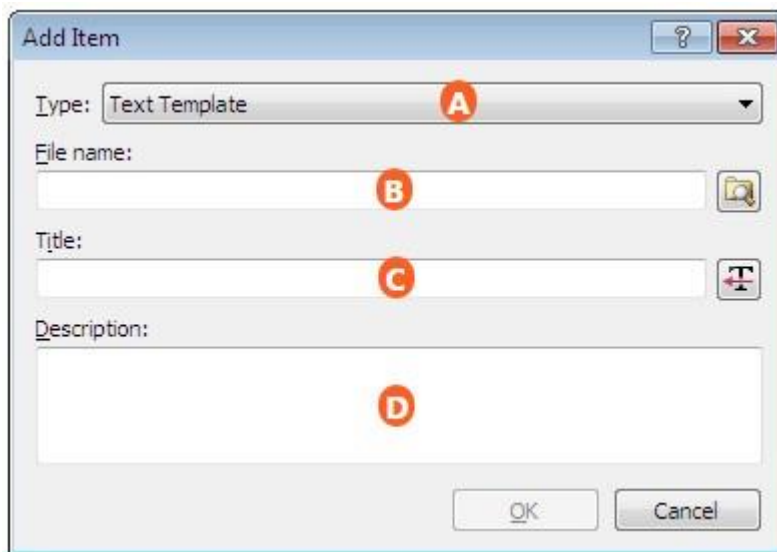 Add Item
?
Type: Text Template A
File name:
B
Title:
C T
Description:
D
OK Cancel